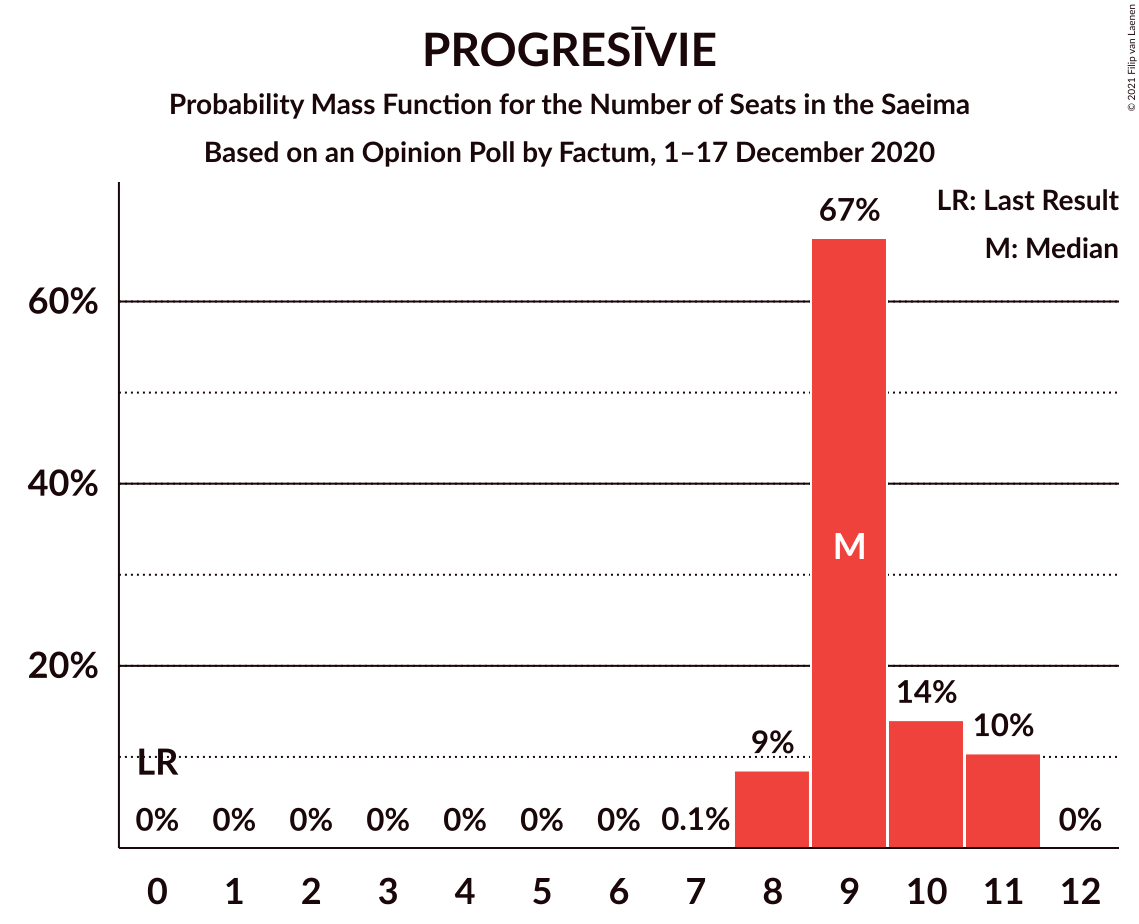 PROGRESĪVIE
Probability Mass Function for the Number of Seats in the Saeima
Based on an Opinion Poll by Factum, 1–17 December 2020
© 2021 Filip van Laenen
LR: Last Result
M: Median
67%
60%
40%
M
20%
14%
10%
9%
LR
0% 0% 0% 0% 0% 0% 0% 0.1% 0%
0 1 2 3 4 5 6 7 8 9 10 11 12